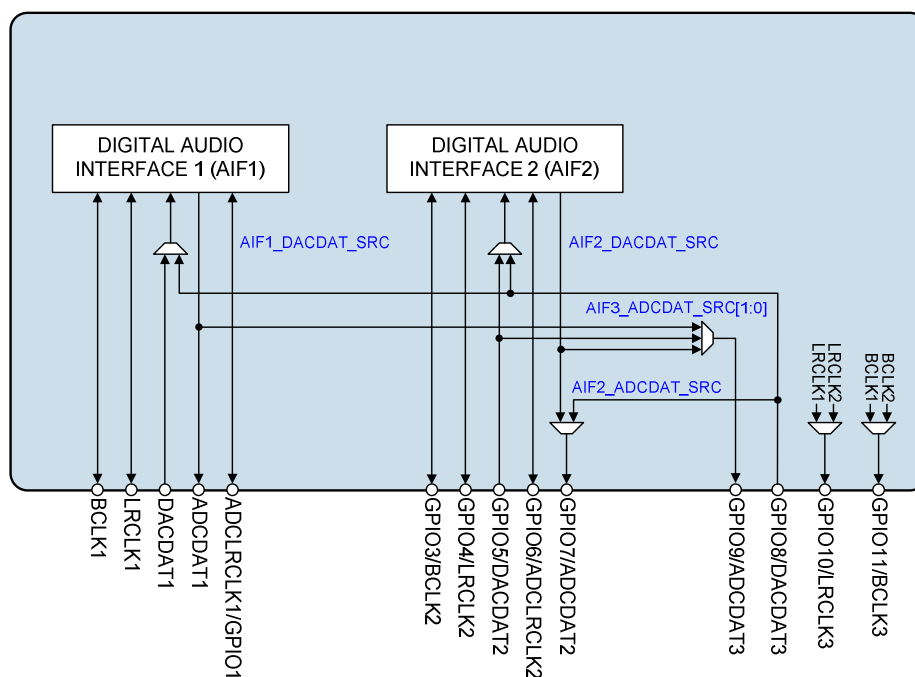 DIGITAL AUDIO
INTERFACE 1 (AIF1)
DIGITAL AUDIO
INTERFACE 2 (AIF2)
AIF1_DACDAT_SRC
AIF2_DACDAT_SRC
AIF3_ADCDAT_SRC[1:0]
AIF2_ADCDAT_SRC
LRCLK1
LRCLK2
BCLK1
BCLK2
BCLK1
LRCLK1
DACDAT1
ADCDAT1
ADCLRCLK1/GPIO1
GPIO3/BCLK2
GPIO4/LRCLK2
GPIO5/DACDAT2
GPIO6/ADCLRCLK2
GPIO7/ADCDAT2
GPIO9/ADCDAT3
GPIO8/DACDAT3
GPIO10/LRCLK3
GPIO11/BCLK3